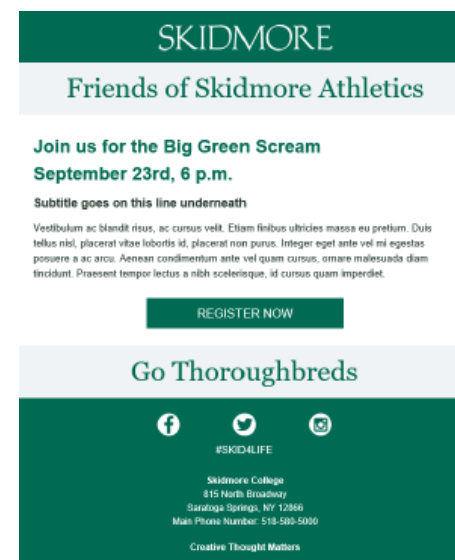 SKIDMORE
Friends of Skidmore Athletics
Join us for the Big Green Scream
September 23rd, 6 p.m.
Subtitle goes on this line underneath
Vestibulum ac blandit risus, ac cursus velit. Etiam finibus ultricies massa eu pretium. Duis
tellus nisl, placerat vitae lobortis id, placerat non purus. Integer eget ante vel mi egestas
posuere a ac arcu. Aenean condimentum ante vel quam cursus, ornare malesuada diam
tincidunt. Praesent tempor lectus a nibh scelerisque, id cursus quam imperdiet.
REGISTER NOW
Go Thoroughbreds
#SKID4LIFE
Skidmore College
815 North Broadway
Saratoga Springs, NY 12866
Main Phone Number: 518-580-5000
Creative Thought Matters